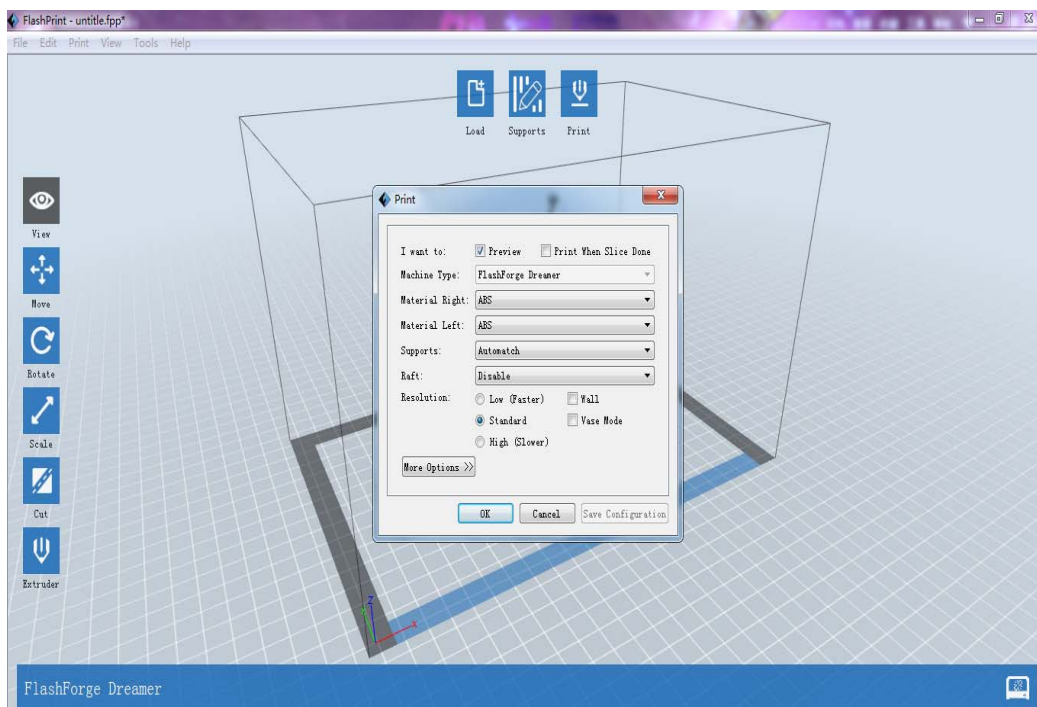 FlashPrint - untitle.fpp*
File Edit Print View Tools Help
Load Supports Print
View
Move
Rotate
Scale
Cut
Extruder
Print
I want to: Preview Print When Slice Done
Machine Type: FlashForge Dreamer
Material Right: ABS
Material Left: ABS
Supports: Automatch
Raft: Disable
Resolution: Low (Faster) Wall
Standard Vase Mode
High (Slower)
More Options >>
OK Cancel Save Configuration
Z
X
FlashForge Dreamer